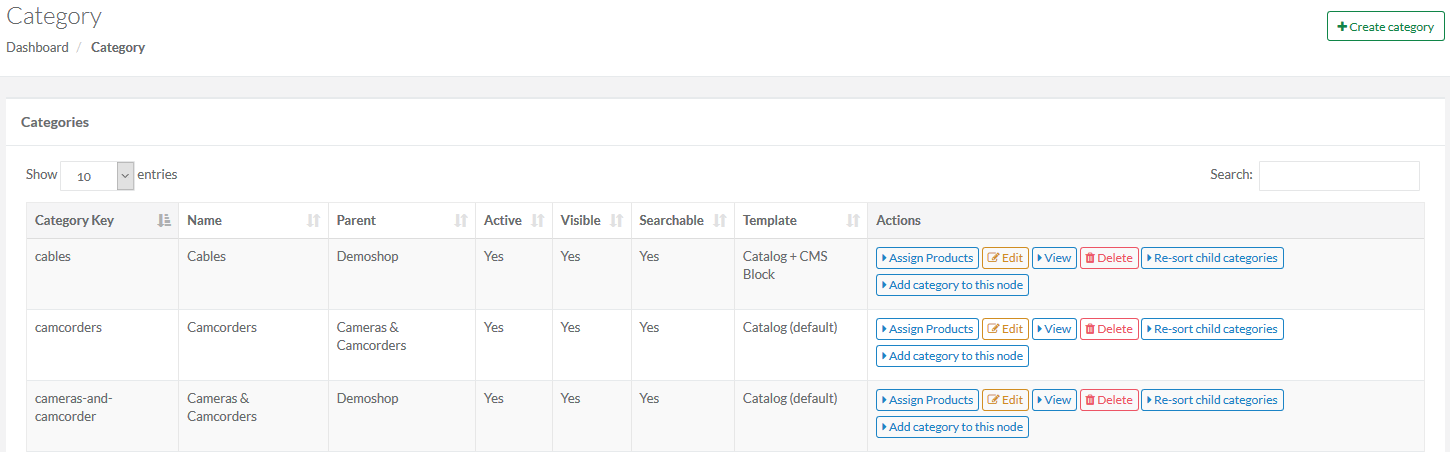 Category
Dashboard / Category
Create category
Categories
Show 10 entries
Search:
Category Key Name Parent Active Visible Searchable Template Actions
cables Cables Demoshop Yes Yes Yes Catalog + CMS Assign Products Edit View Delete Re-sort child categories
Block Add category to this node
camcorders Camcorders Cameras & Yes Yes Yes Catalog (default) Assign Products Edit View Delete Re-sort child categories
Camcorders Add category to this node
cameras-and- Cameras & Demoshop Yes Yes Yes Catalog (default) Assign Products Edit View Delete Re-sort child categories
camcorder Camcorders Add category to this node